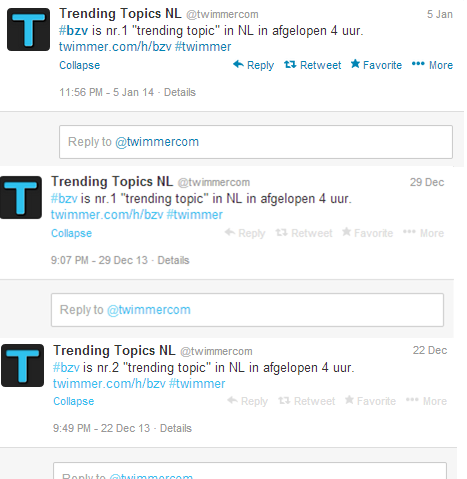 Trending Topics NL @twimmercom 5 Jan
#bzv is nr.1 "trending topic" in NL in afgelopen 4 uur.
twimmer.com/h/bzv #twimmer
Collapse Reply Retweet Favorite ••• More
11:56 PM - 5 Jan 14 · Details
Reply to @twimmercom
Trending Topics NL @twimmercom 29 Dec
#bzv is nr.1 "trending topic" in NL in afgelopen 4 uur.
twimmer.com/h/bzv #twimmer
Collapse Reply Retweet Favorite ••• More
9:07 PM - 29 Dec 13 · Details
Reply to @twimmercom
Trending Topics NL @twimmercom 22 Dec
#bzv is nr.2 "trending topic" in NL in afgelopen 4 uur.
twimmer.com/h/bzv #twimmer
Collapse Reply Retweet Favorite ••• More
9:49 PM - 22 Dec 13 · Details
Reply to @twimmercom